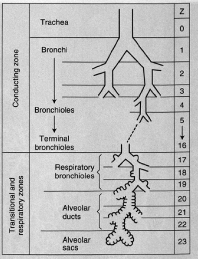 Z
Trachea 0
Conducting zone
Bronchi 1
2
3
Bronchioles 4
5
Terminal
bronchioles 16
Transitional and
respiratory zones
17
Respiratory
bronchioles 18
19
20
Alveolar
ducts 21
22
Alveolar
sacs 23